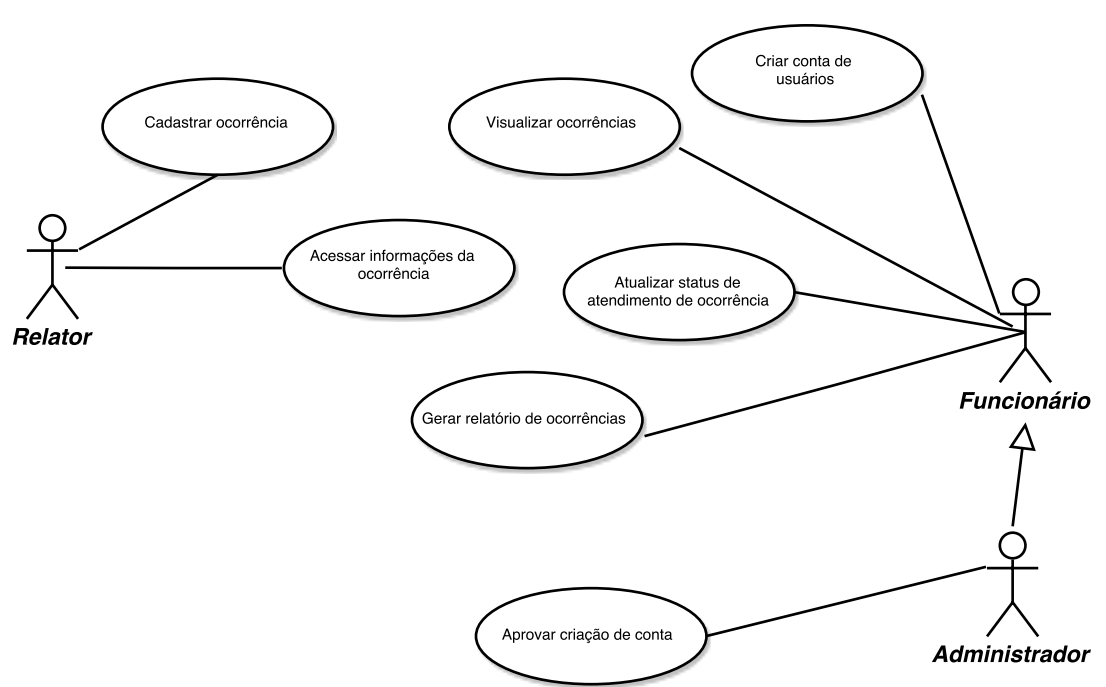 Criar conta de
usuários
Cadastrar ocorrência
Visualizar ocorrências
Acessar informações da
ocorrência
Atualizar status de
atendimento de ocorrência
Relator
Funcionário
Gerar relatório de ocorrências
Aprovar criação de conta
Administrador